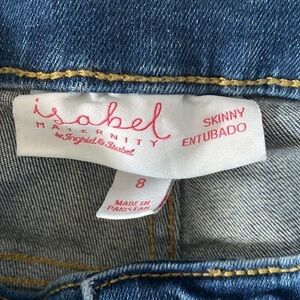 isabel
MATERNITY
by Ingrid & Isabel
SKINNY
ENTUBADO
8
MADE IN
PAKISTAN